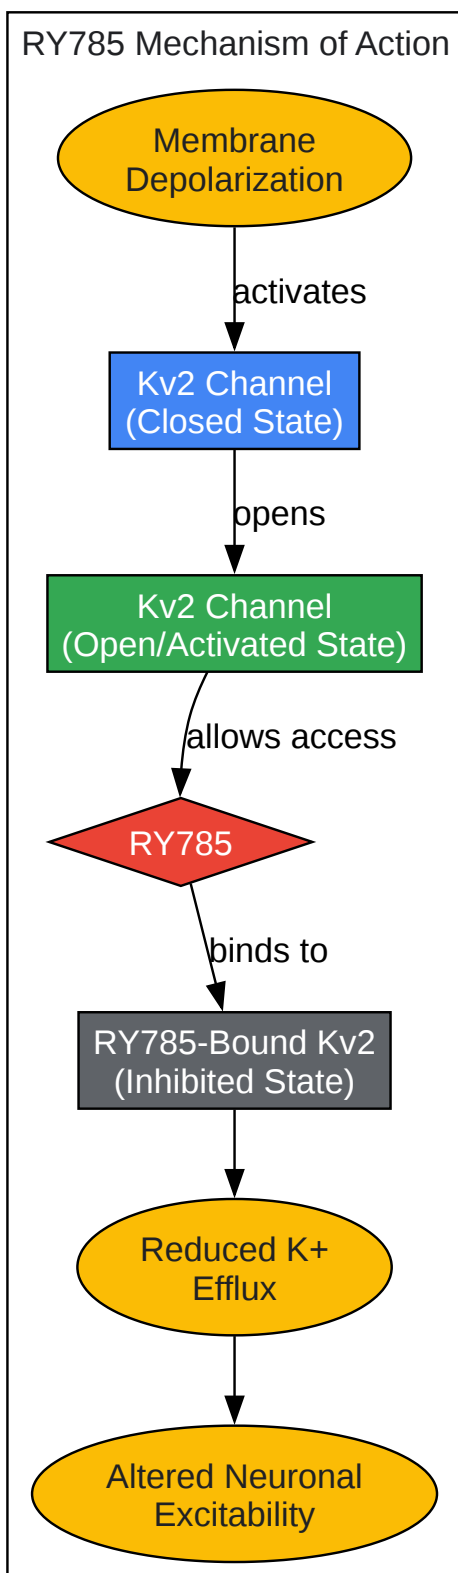 RY785 Mechanism of Action
Membrane
Depolarization
activates
Kv2 Channel
(Closed State)
opens
Kv2 Channel
(Open/Activated State)
allows access
RY785
binds to
RY785-Bound Kv2
(Inhibited State)
Reduced K+
Efflux
Altered Neuronal
Excitability